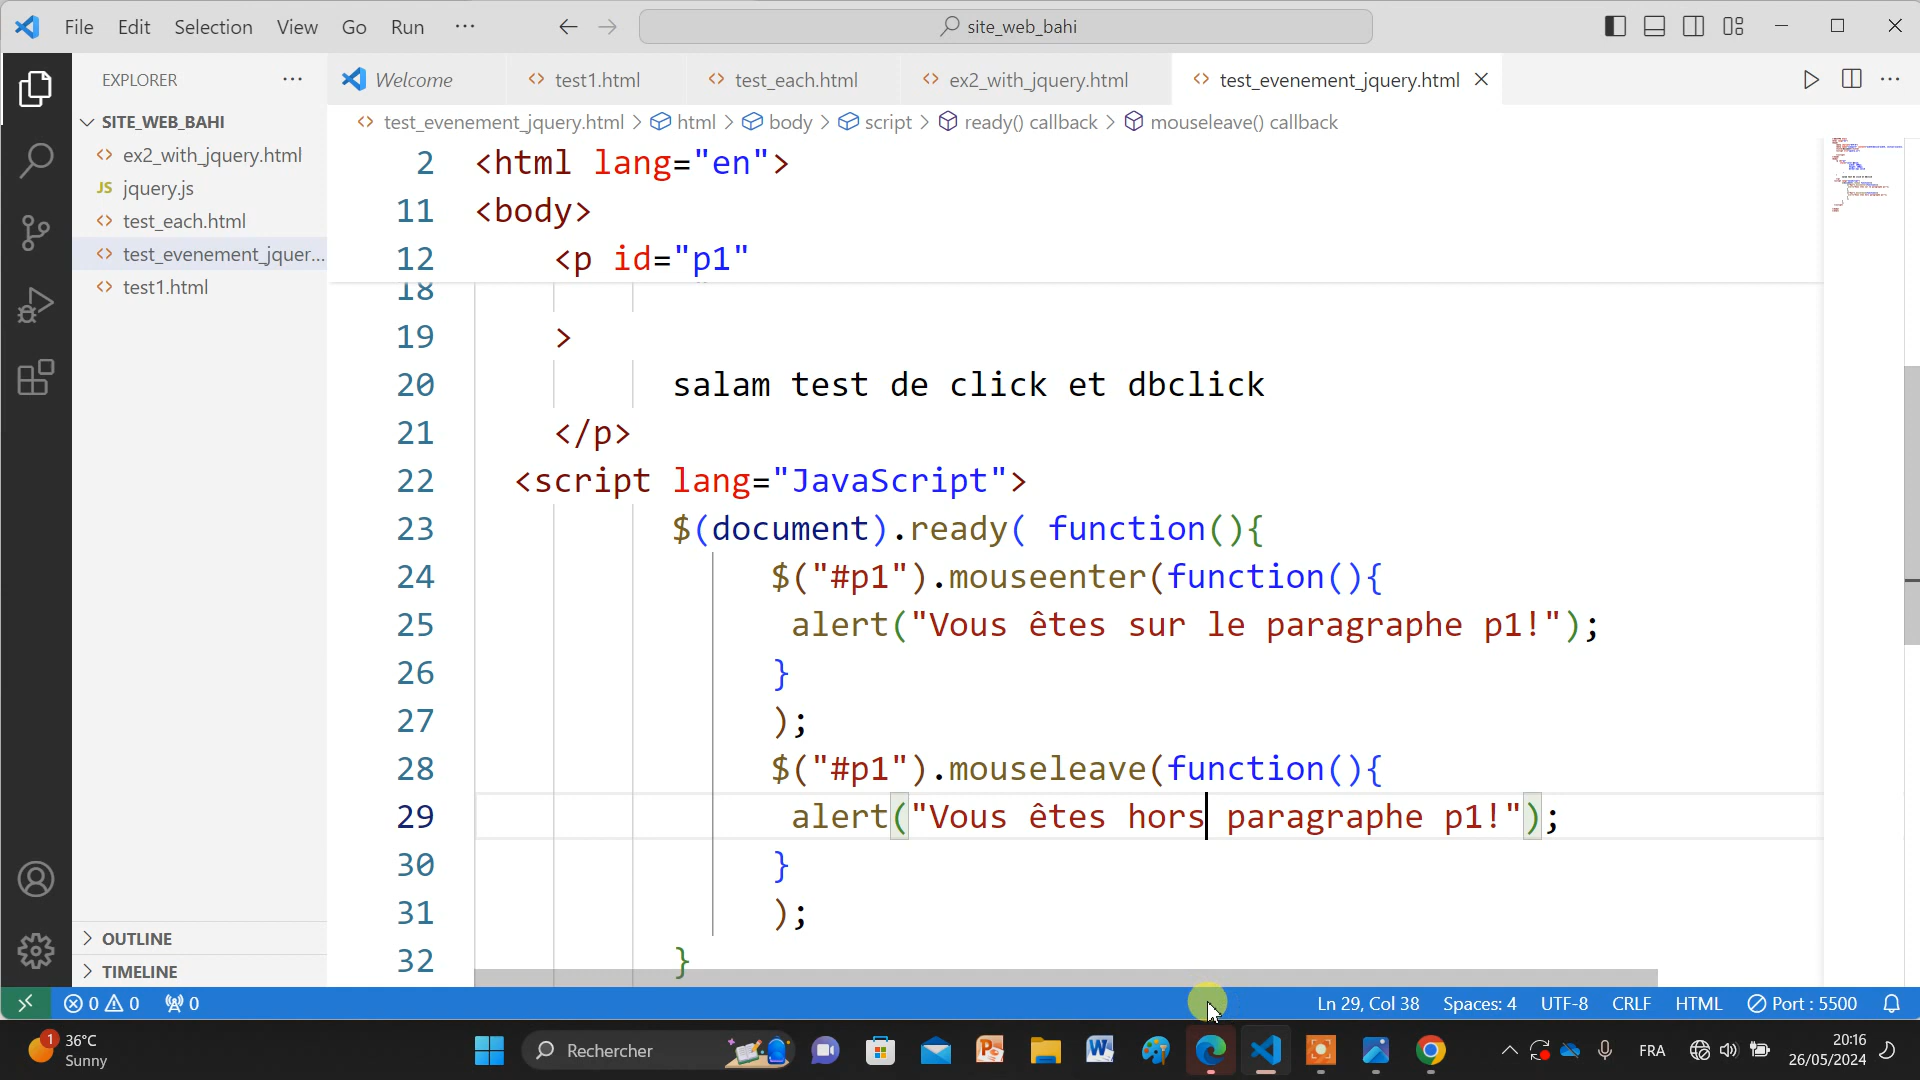 File Edit Selection View Go Run ··· site_web_bahi
EXPLORER ···
Welcome test1.html test_each.html ex2_with_jquery.html test_evenement_jquery.html
SITE_WEB_BAHI
ex2_with_jquery.html
JS jquery.js
test_each.html
test_evenement_jquer...
test1.html
OUTLINE
TIMELINE
test_evenement_jquery.html > html > body > script > ready() callback > mouseleave() callback
2 <html lang="en">
11 <body>
12 <p id="p1"
18
19 >
20 salam test de click et dbclick
21 </p>
22 <script lang="JavaScript">
23 $(document).ready( function(){
24 $("#p1").mouseenter(function(){
25 alert("Vous êtes sur le paragraphe p1!");
26 }
27 );
28 $("#p1").mouseleave(function(){
29 alert("Vous êtes hors paragraphe p1!");
30 }
31 );
32 }
0 0 0 Ln 29, Col 38 Spaces: 4 UTF-8 CRLF HTML Port : 5500
1 36°C
Sunny
Rechercher
FRA
20:16
26/05/2024